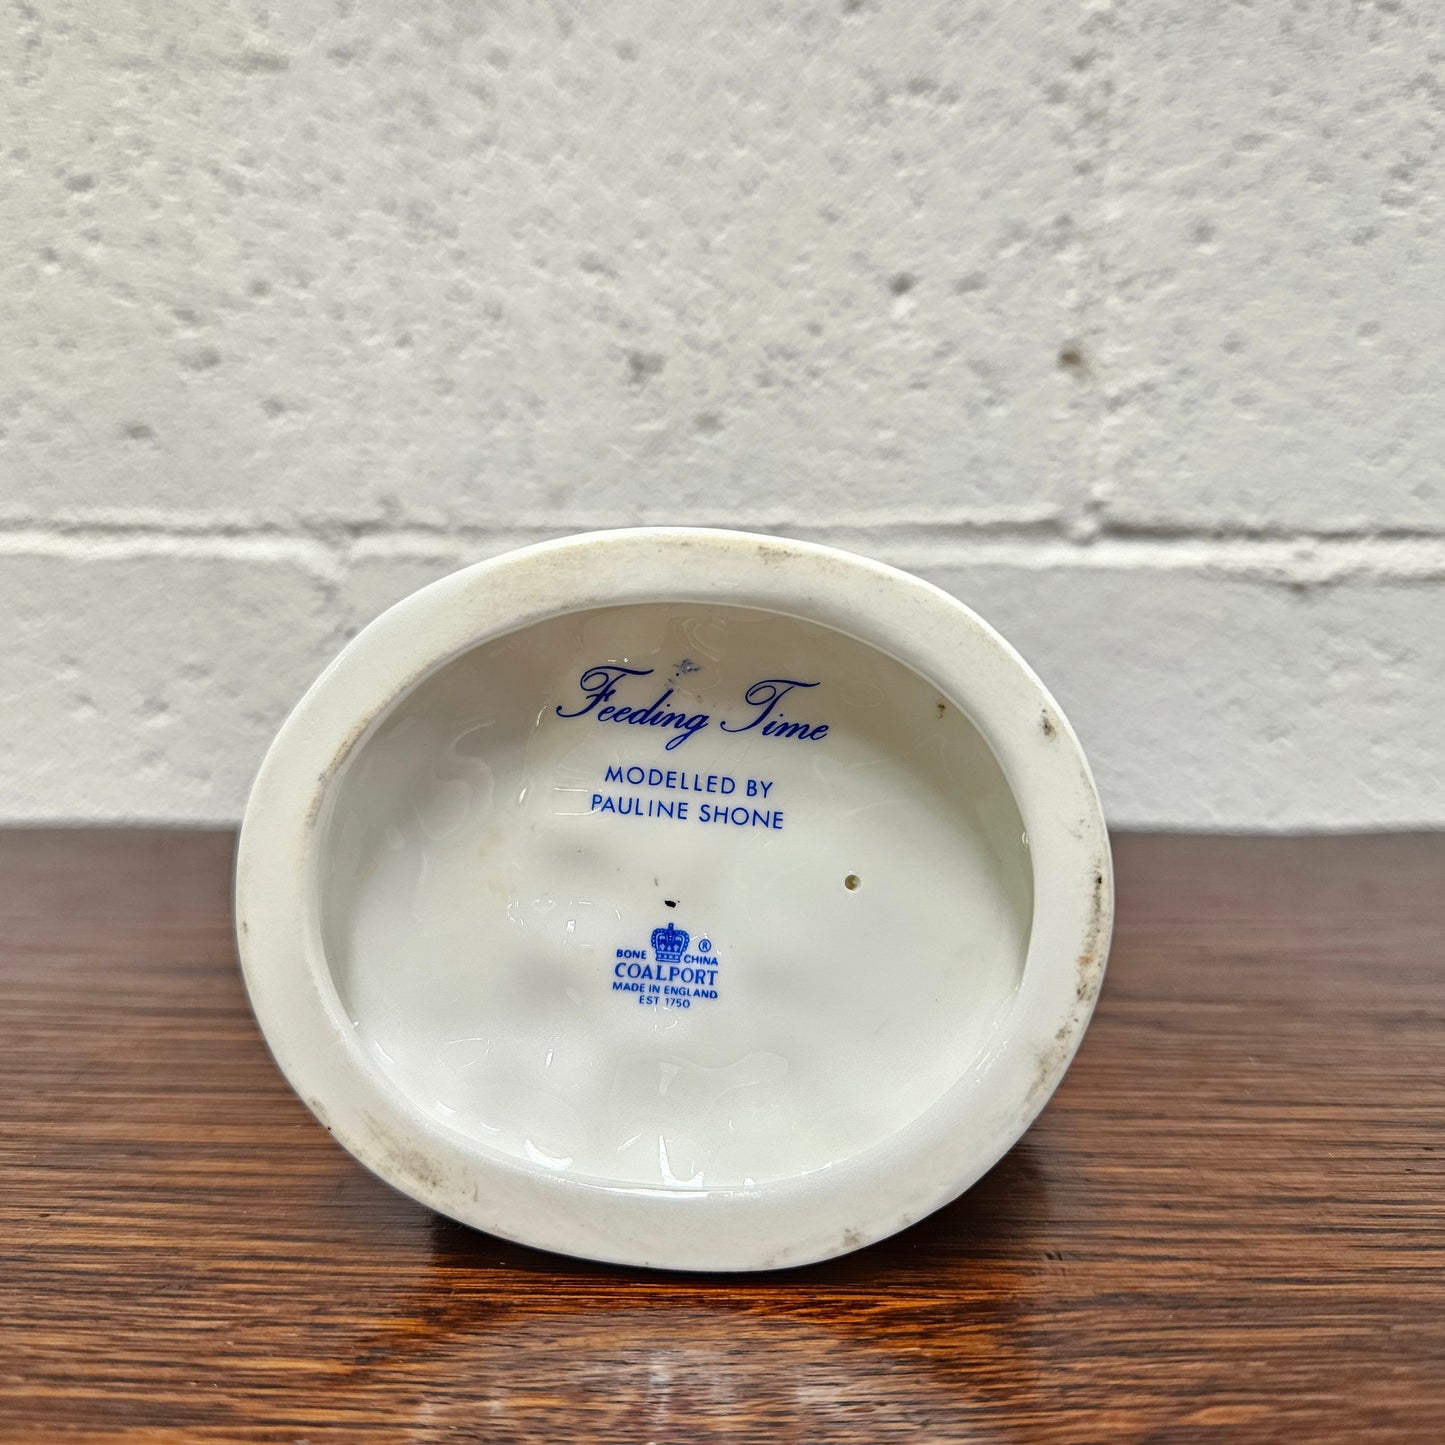 Feeding Time
MODELLED BY
PAULINE SHONE
®
BONE CHINA
COALPORT
MADE IN ENGLAND
EST 1750